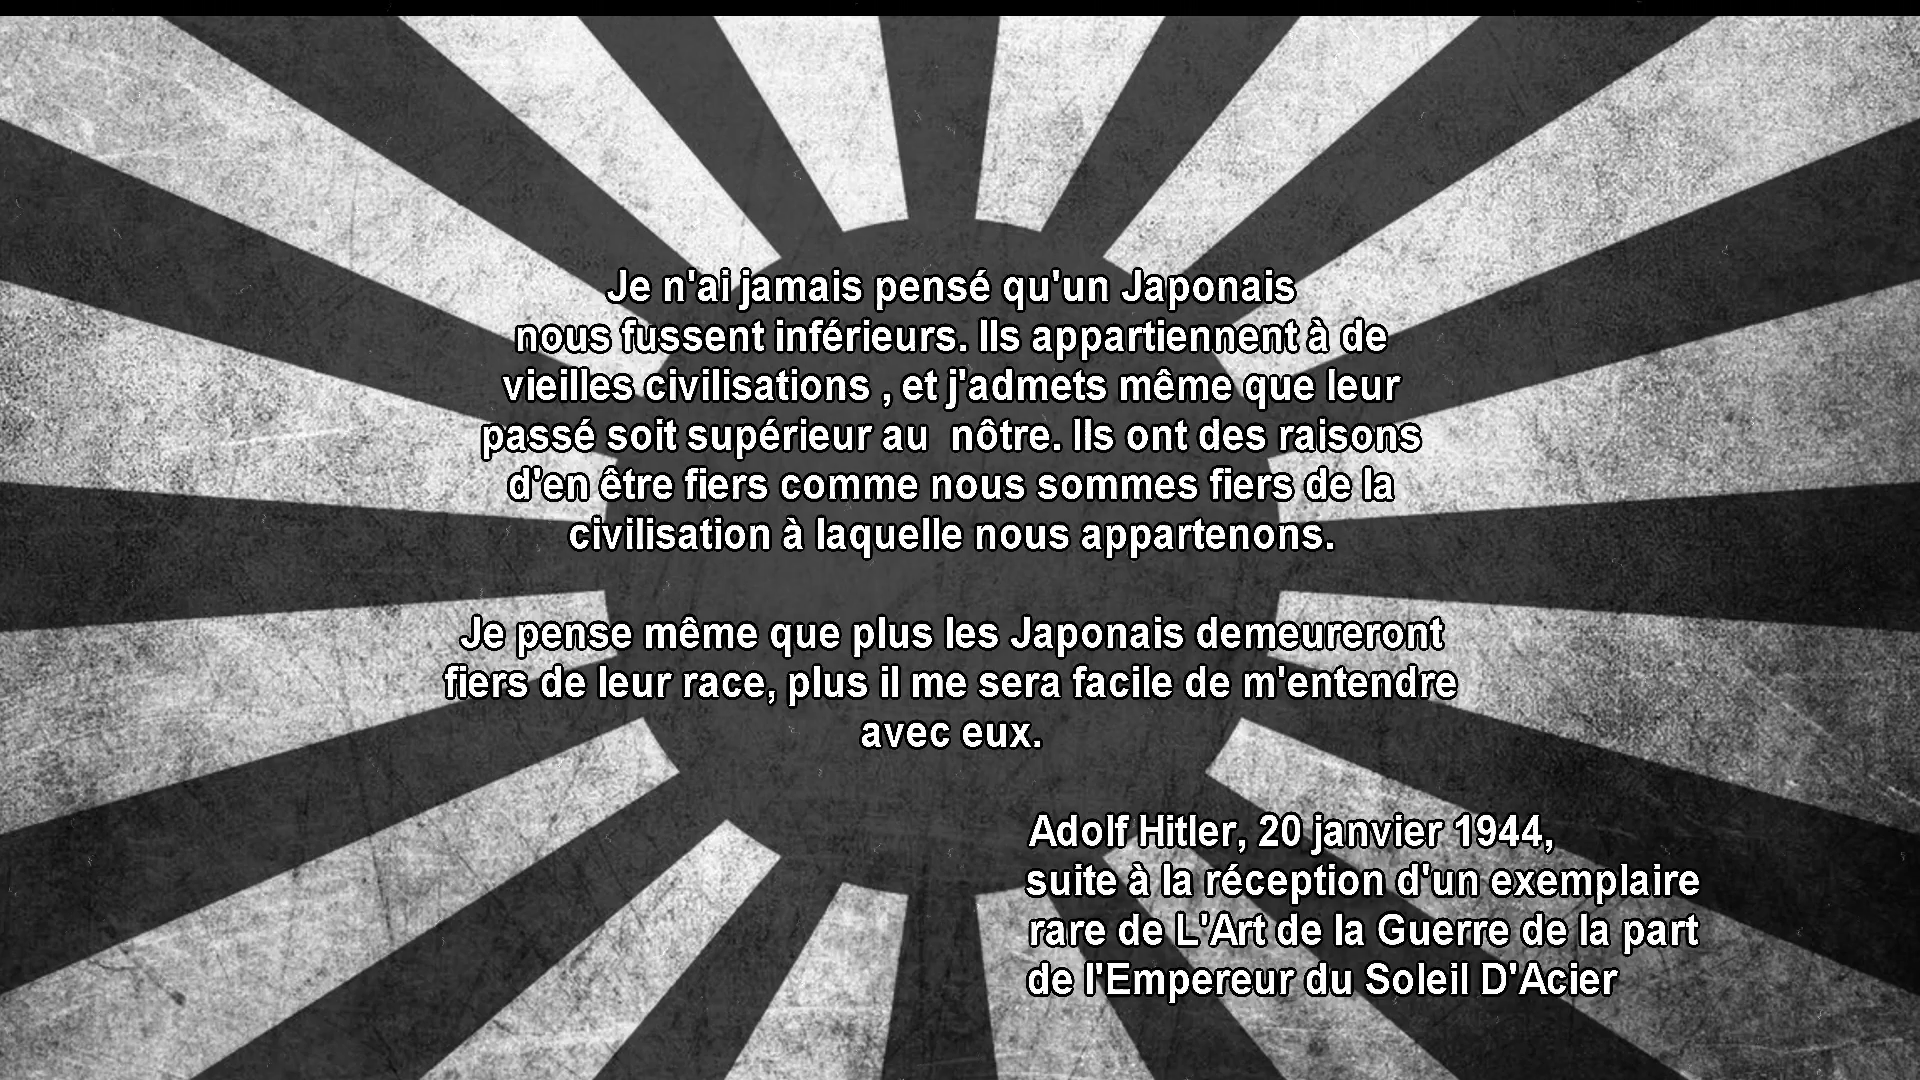 Je n'ai jamais pensé qu'un Japonais
nous fussent inférieurs. Ils appartiennent à de
vieilles civilisations , et j'admets même que leur
passé soit supérieur au  nôtre. Ils ont des raisons
d'en être fiers comme nous sommes fiers de la
civilisation à laquelle nous appartenons.
Je pense même que plus les Japonais demeureront
fiers de leur race, plus il me sera facile de m'entendre
avec eux.
Adolf Hitler, 20 janvier 1944,
suite à la réception d'un exemplaire
rare de L'Art de la Guerre de la part
de l'Empereur du Soleil D'Acier